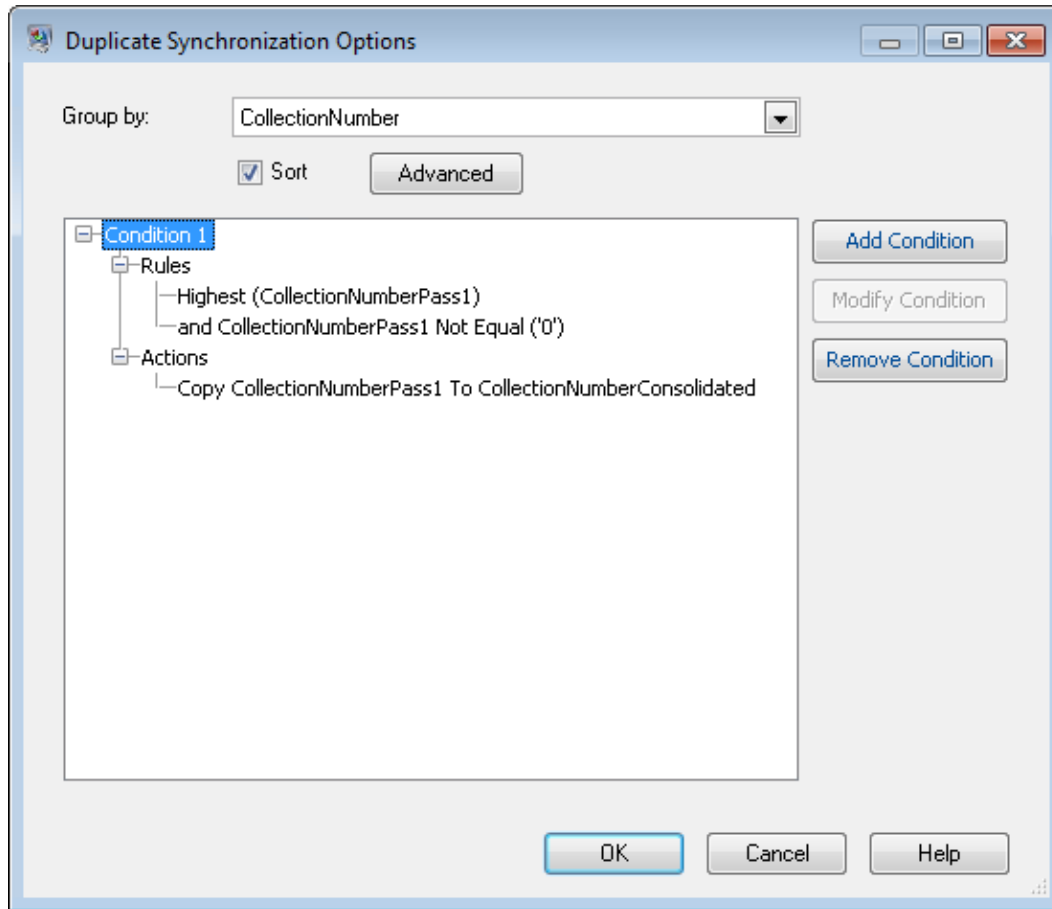 Duplicate Synchronization Options
Group by: CollectionNumber
Sort Advanced
Condition 1
Rules
Highest (CollectionNumberPass1)
and CollectionNumberPass1 Not Equal ('0')
Actions
Copy CollectionNumberPass1 To CollectionNumberConsolidated
Add Condition
Modify Condition
Remove Condition
OK Cancel Help